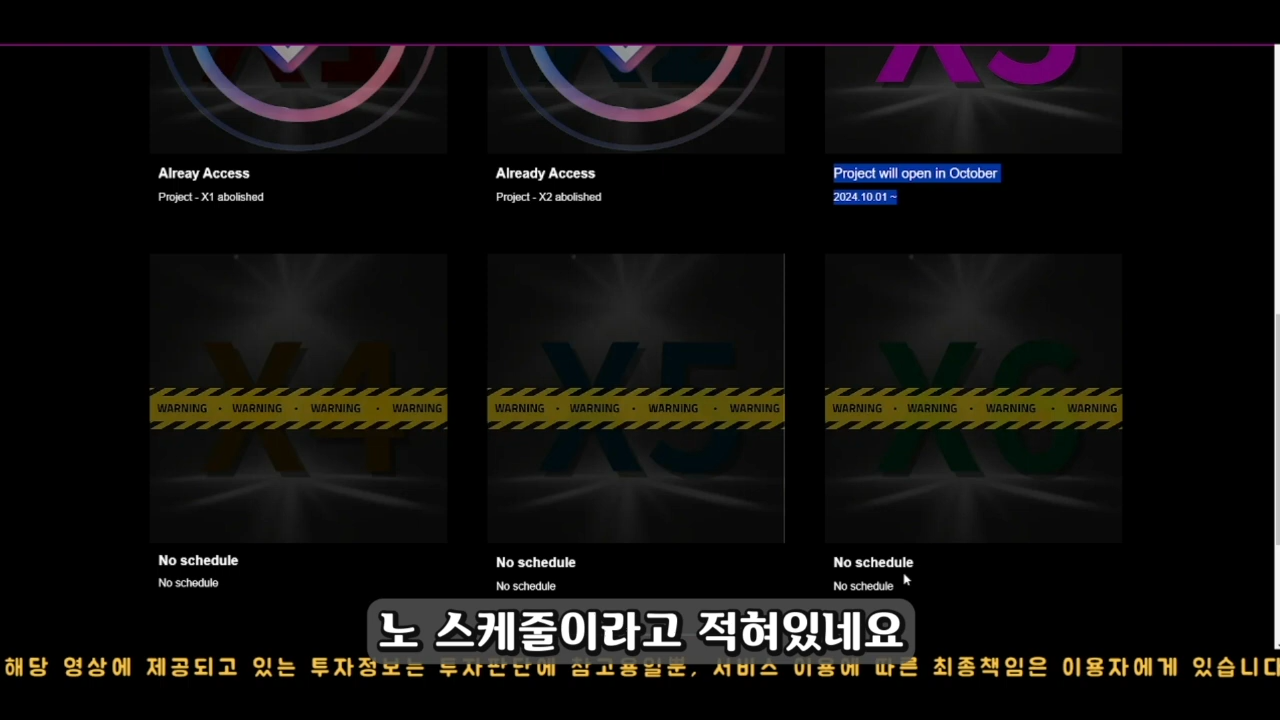 X3
Alreay Access
Already Access
Project will open in October
Project - X1 abolished
Project - X2 abolished
2024.10.01 ~
X4
X5
X6
WARNING · WARNING · WARNING · WARNING
WARNING · WARNING · WARNING · WARNING
WARNING · WARNING · WARNING · WARNING
No schedule
No schedule
No schedule
No schedule
No schedule
No schedule
노 스케줄이라고 적혀있네요
해당 영상에 제공되고 있는 투자정보는 투자판단에 참고용일뿐, 서비스 이용에 따른 최종책임은 이용자에게 있습니다